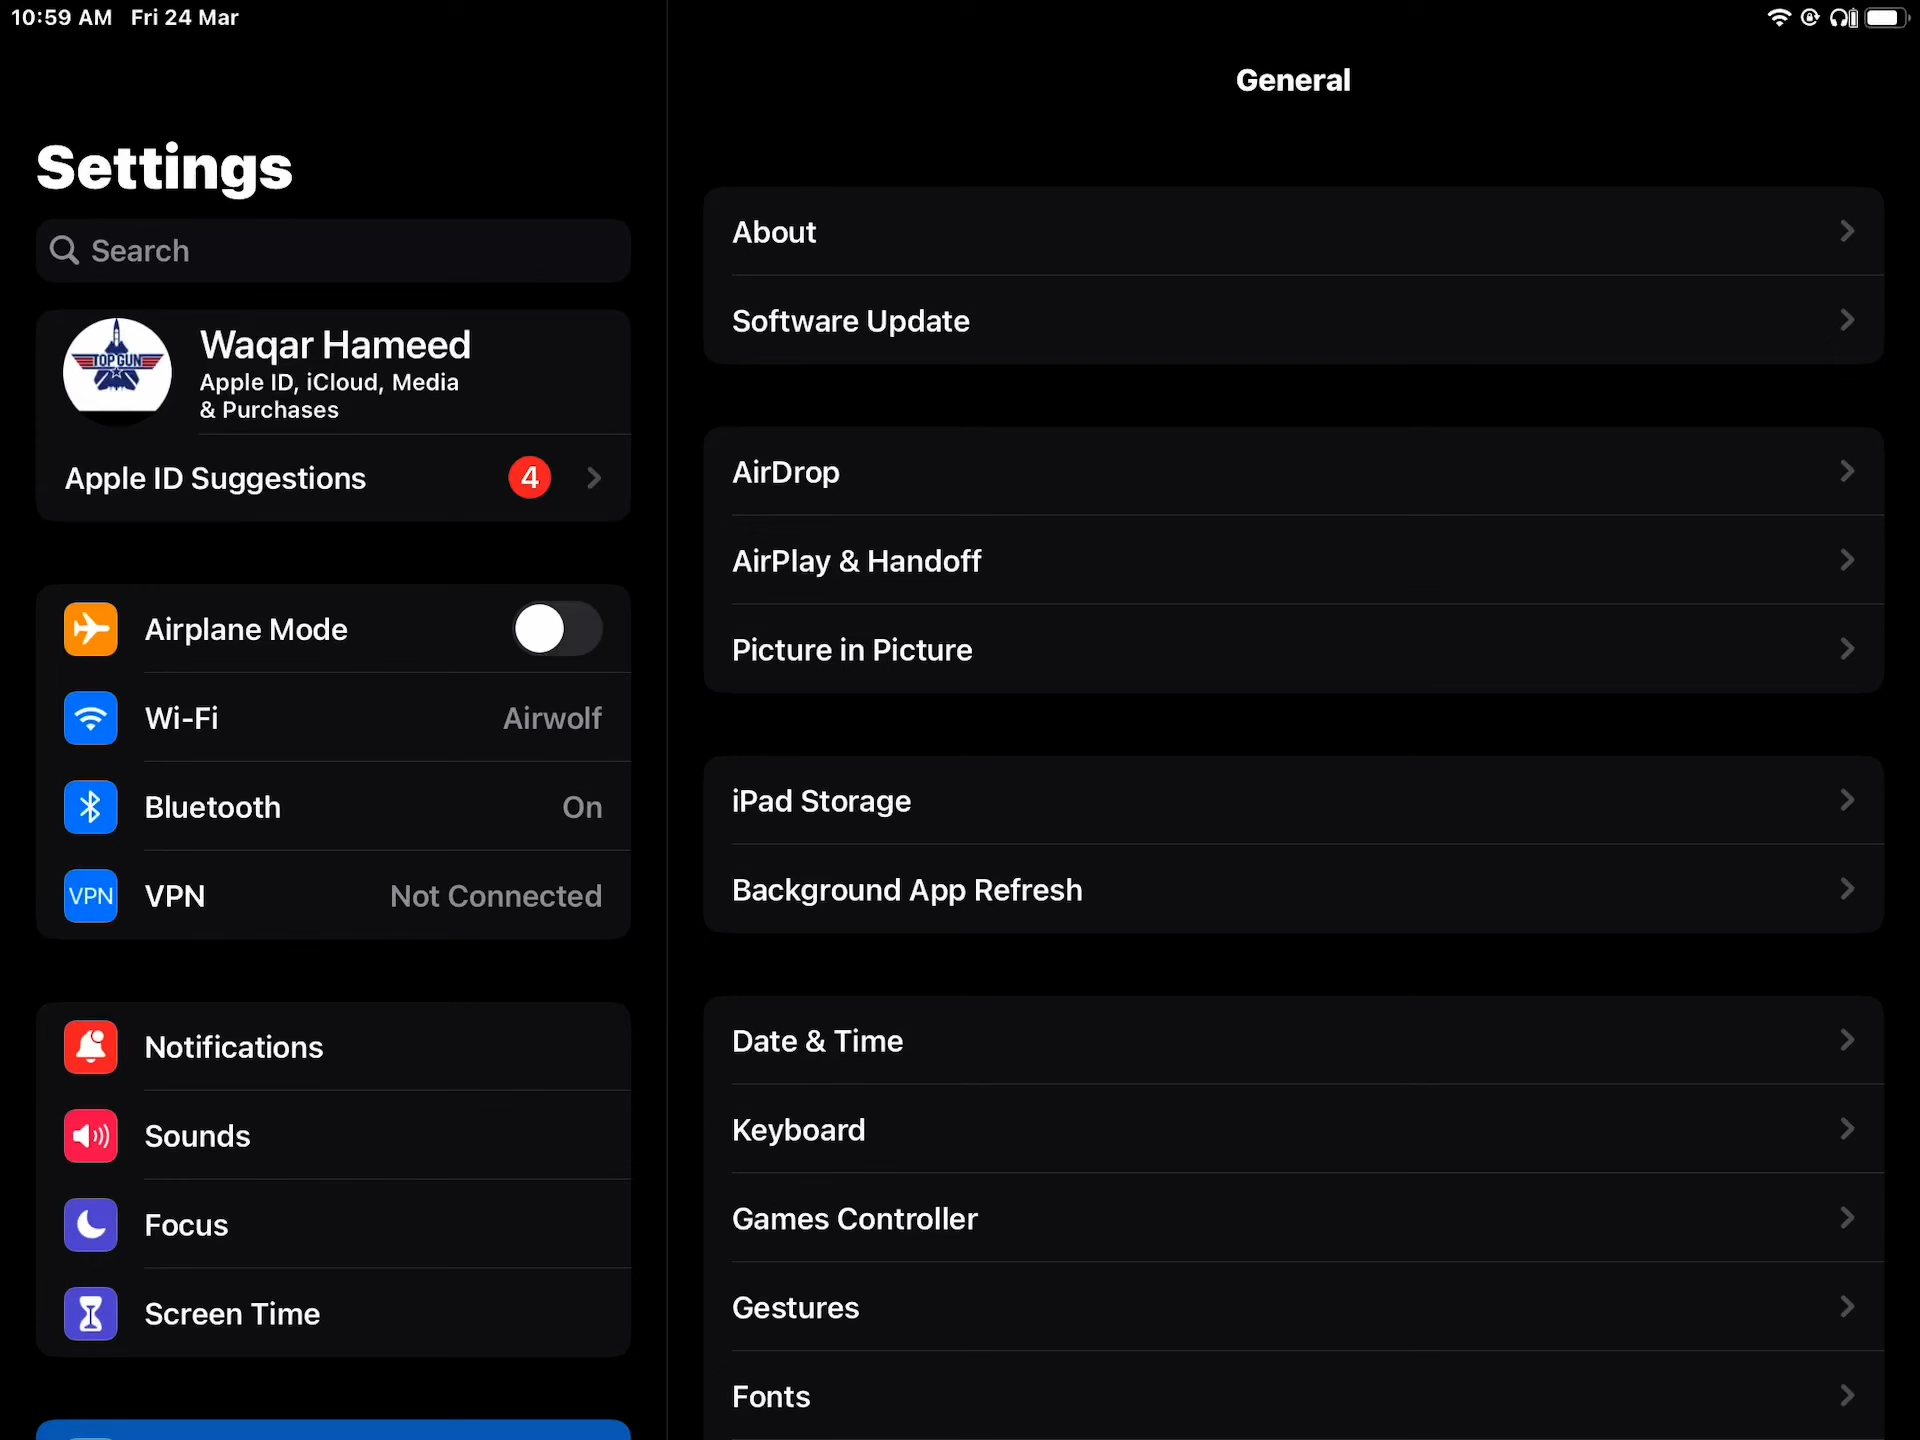 10:59 AM Fri 24 Mar
Settings
Search
TOP GUN
Waqar Hameed
Apple ID, iCloud, Media
& Purchases
Apple ID Suggestions 4
Airplane Mode
Wi-Fi Airwolf
Bluetooth On
VPN VPN Not Connected
Notifications
Sounds
Focus
Screen Time
General
About
Software Update
AirDrop
AirPlay & Handoff
Picture in Picture
iPad Storage
Background App Refresh
Date & Time
Keyboard
Games Controller
Gestures
Fonts